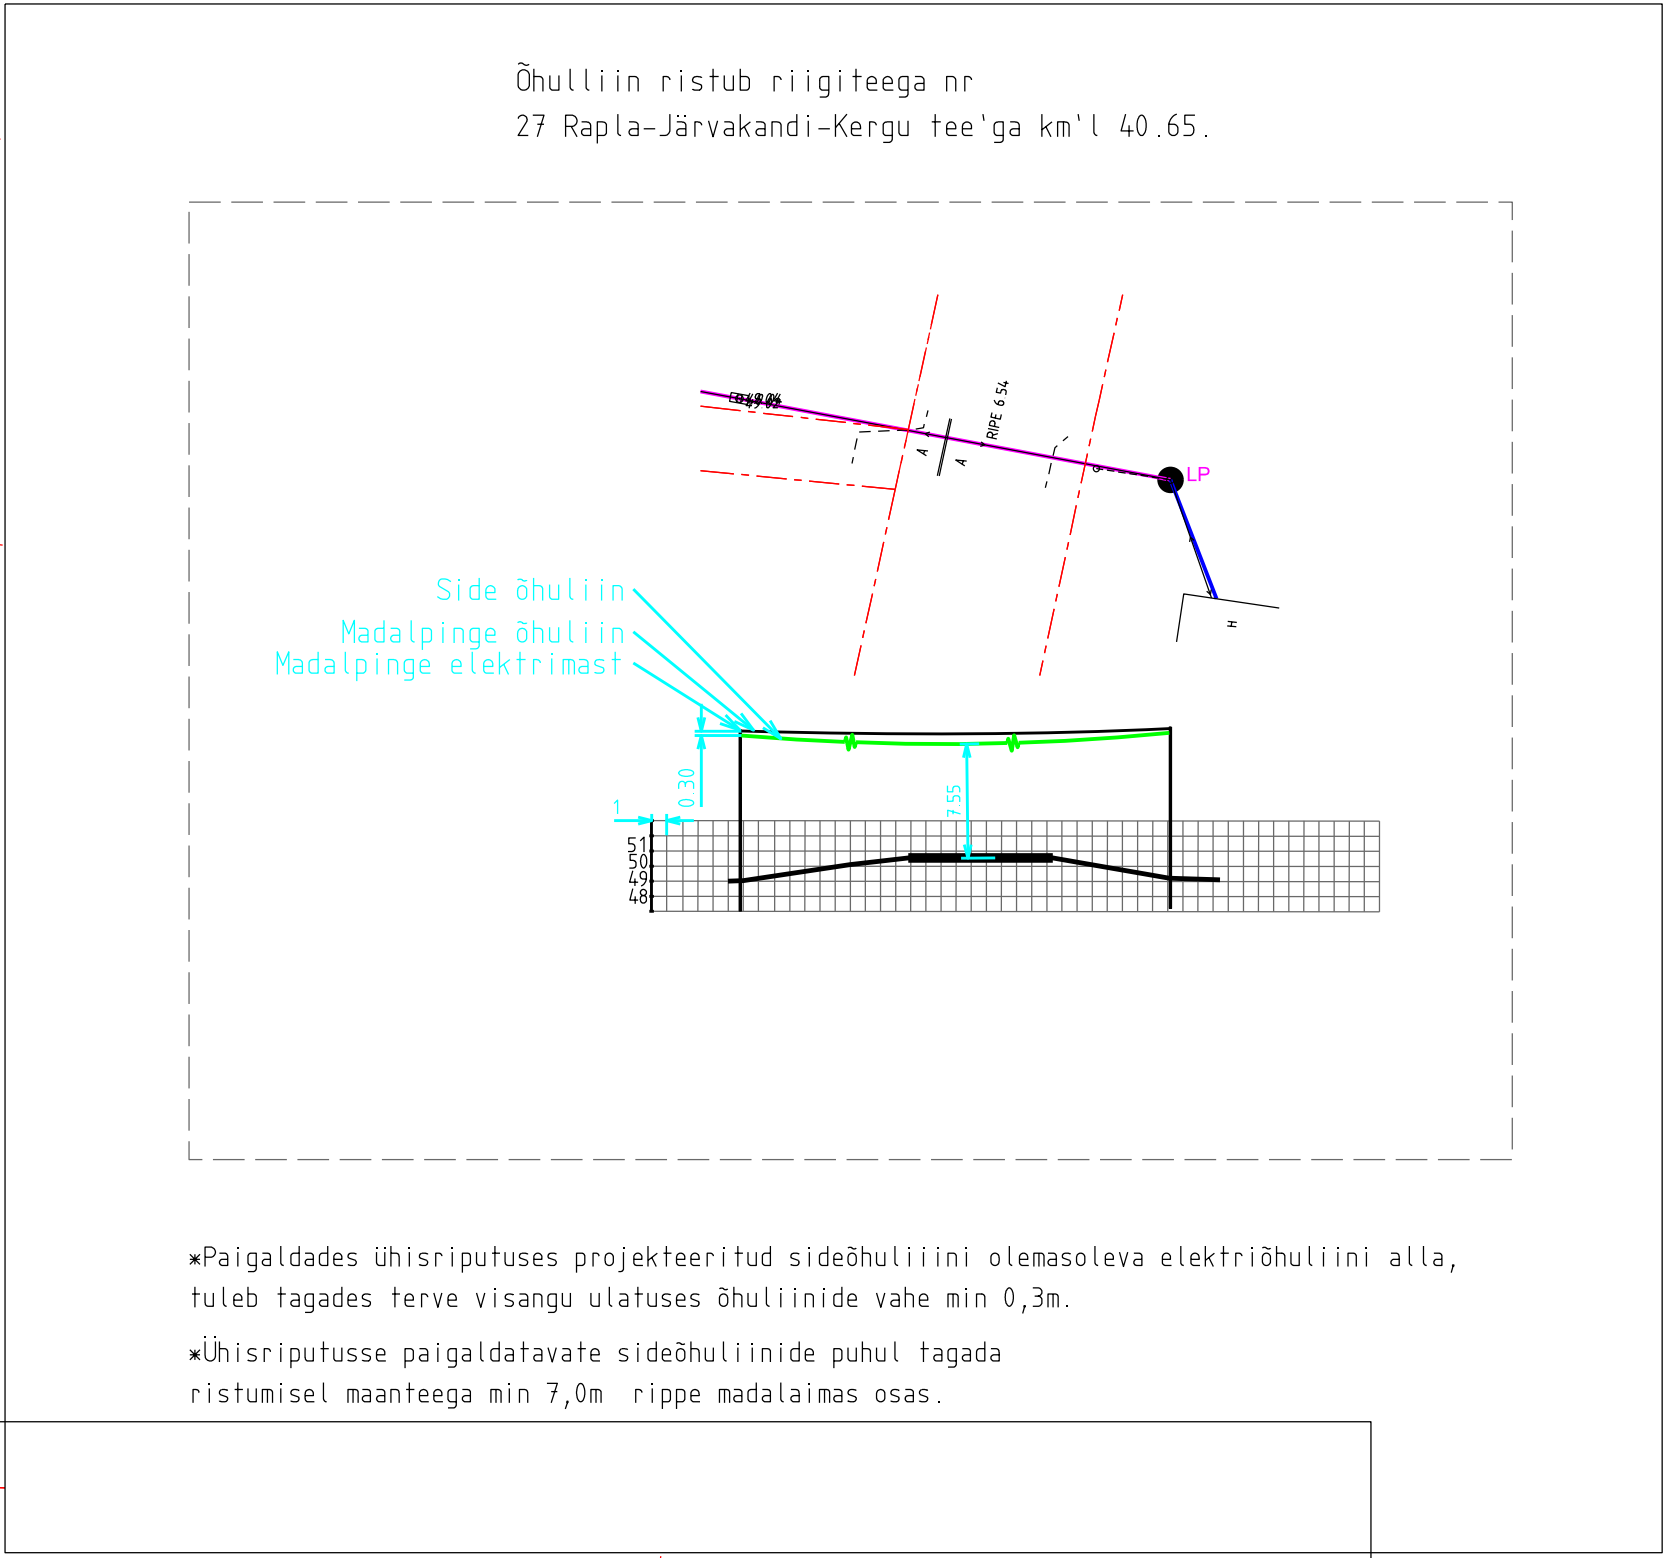 Õhulliin ristub riigiteega nr
27 Rapla-Järvakandi-Kergu tee'ga km'l 40.65.
RIPE 6 54
A
A
LP
H
Side õhuliin
Madalpinge õhuliin
Madalpinge elektrimast
0.30
7.55
1
51
50
49
48
*Paigaldades ühisriputuses projekteeritud sideõhuliiini olemasoleva elektriõhuliini alla,
tuleb tagades terve visangu ulatuses õhuliinide vahe min 0,3m.
*Ühisriputusse paigaldatavate sideõhuliinide puhul tagada
ristumisel maanteega min 7,0m rippe madalaimas osas.